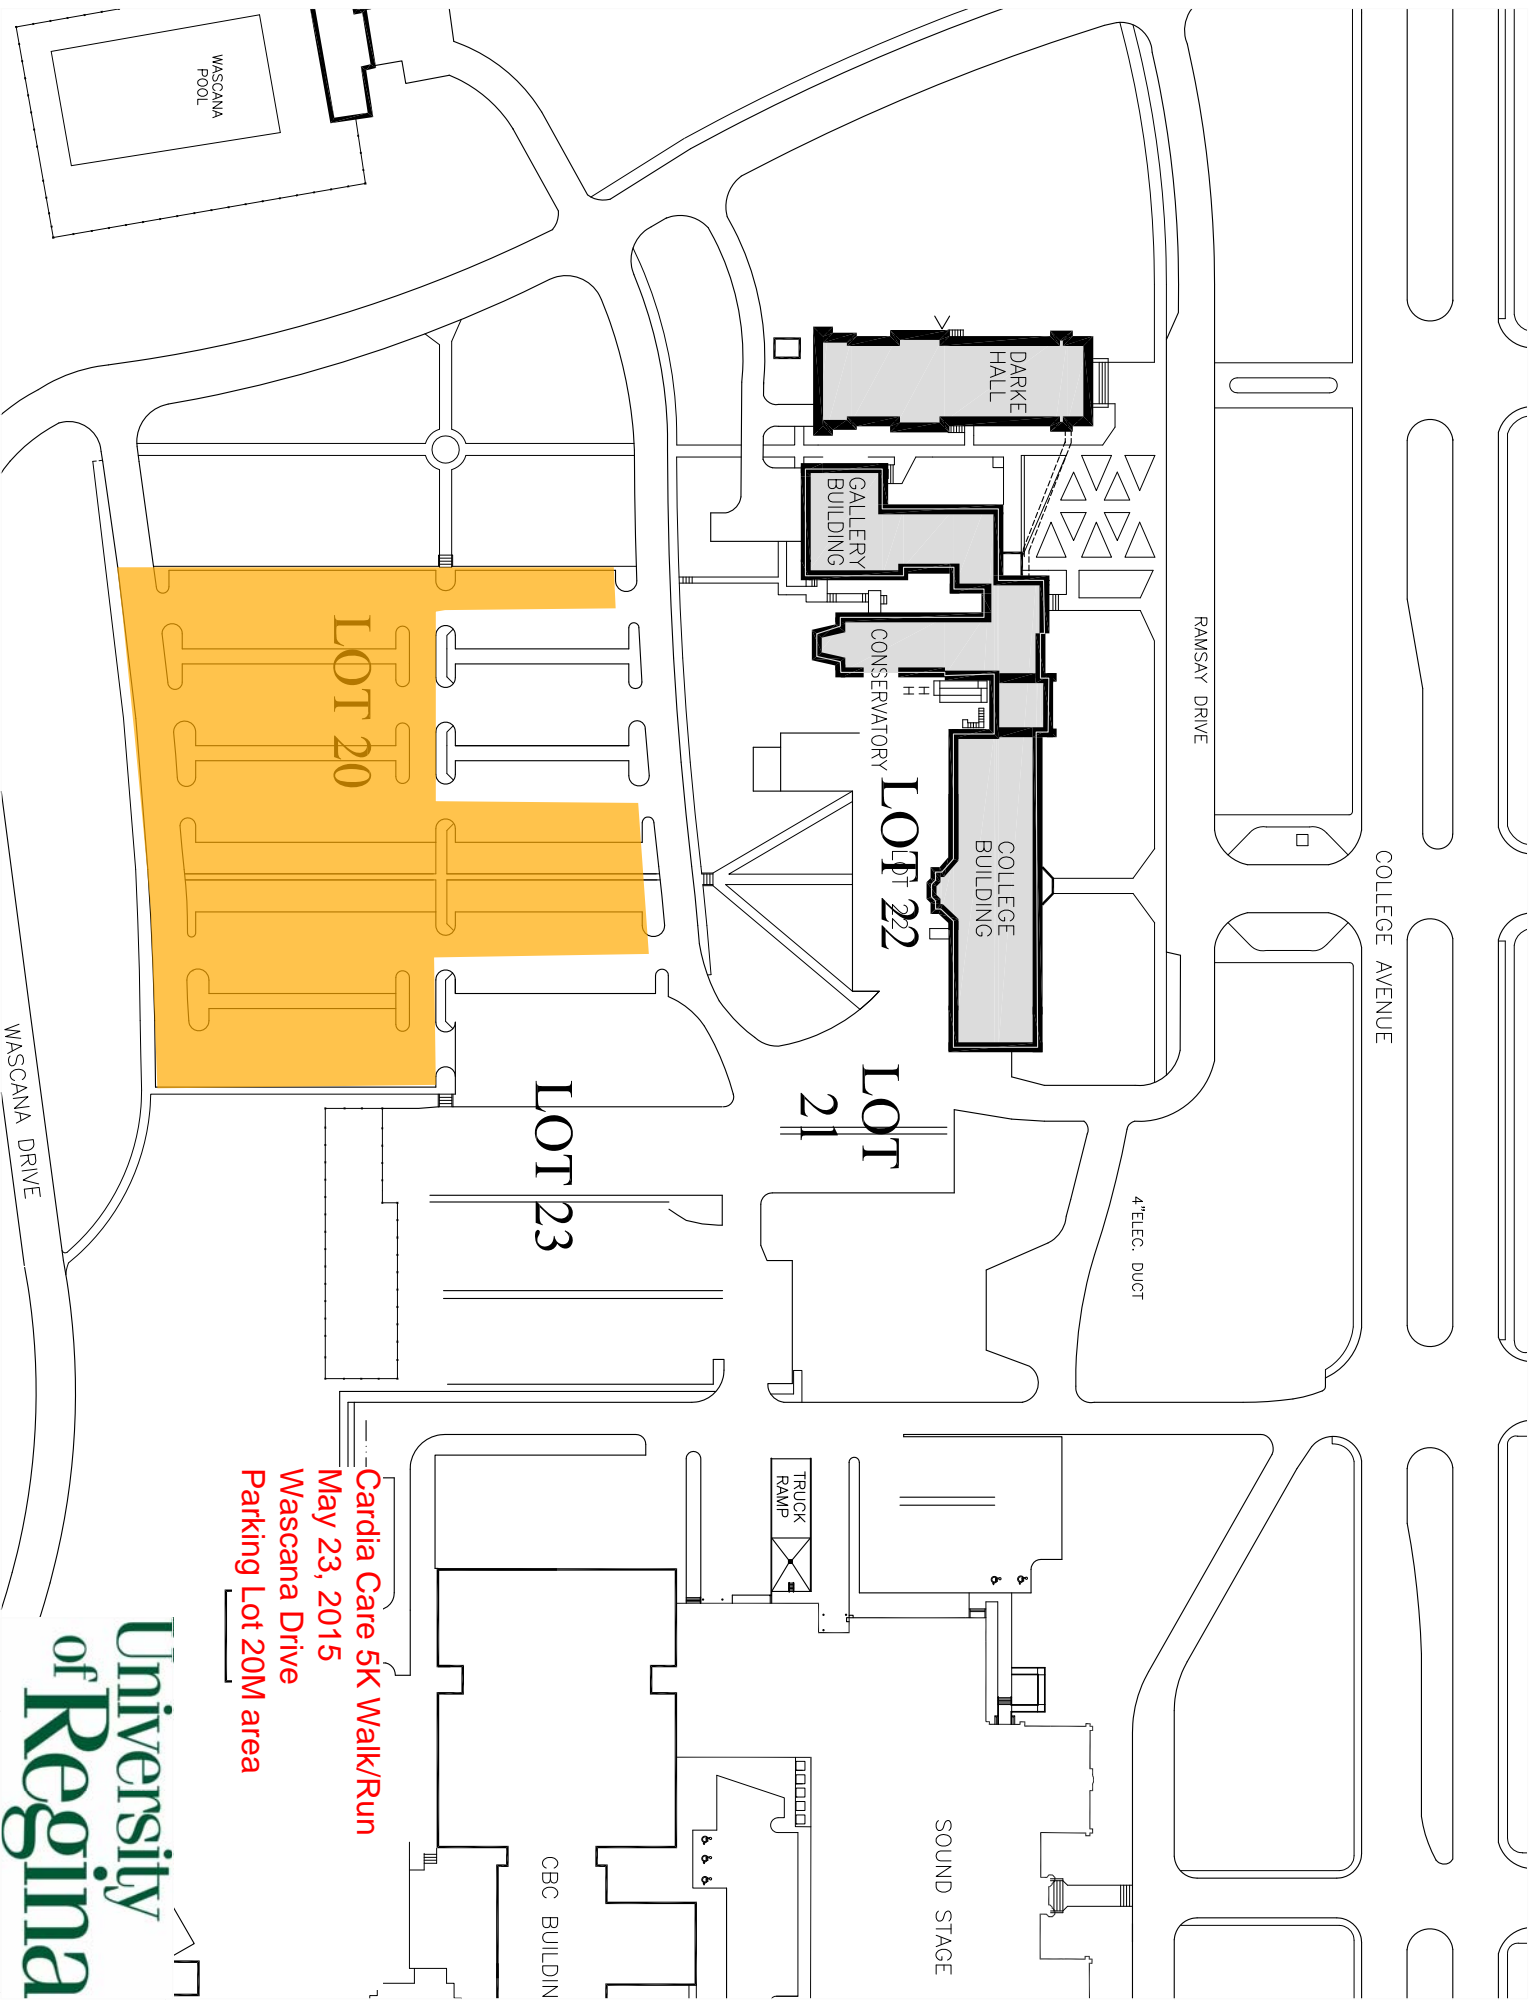 COLLEGE AVENUE
RAMSAY DRIVE
4"ELEC. DUCT
DARKE
HALL
GALLERY
BUILDING
CONSERVATORY
H
H
COLLEGE
BUILDING
LOT 22
LOT 22
LOT
21
LOT 20
LOT 23
WASCANA
POOL
WASCANA DRIVE
TRUCK
RAMP
SOUND STAGE
CBC BUILDIN
Cardia Care 5K Walk/Run
May 23, 2015
Wascana Drive
Parking Lot 20M area
University
of Regina